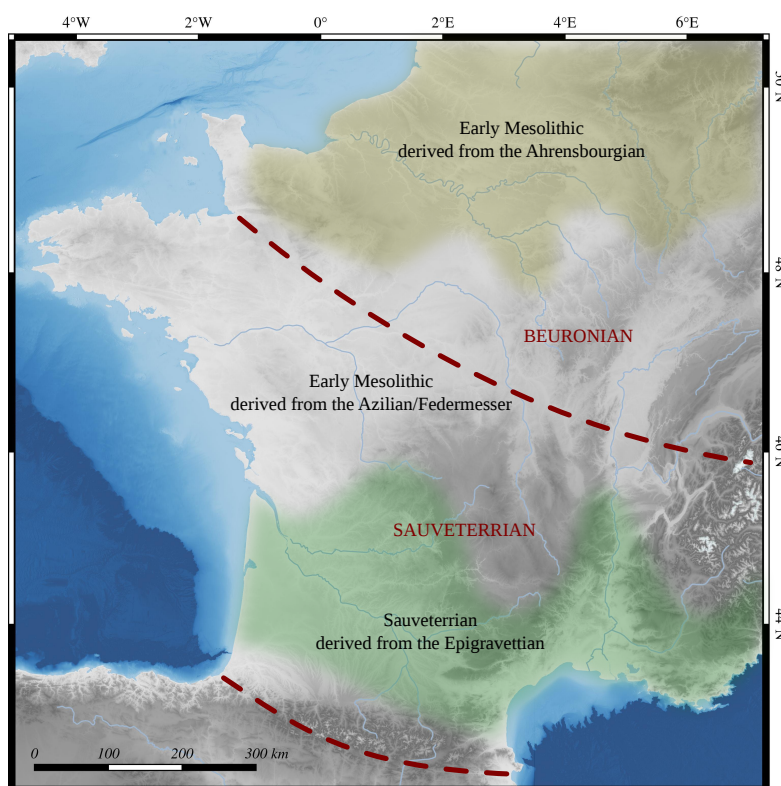 4°W 2°W 0° 2°E 4°E 6°E
Early Mesolithic
derived from the Ahrensbourgian
BEURONIAN
Early Mesolithic
derived from the Azilian/Federmesser
SAUVETERRIAN
Sauveterrian
derived from the Epigravettian
0 100 200 300 km